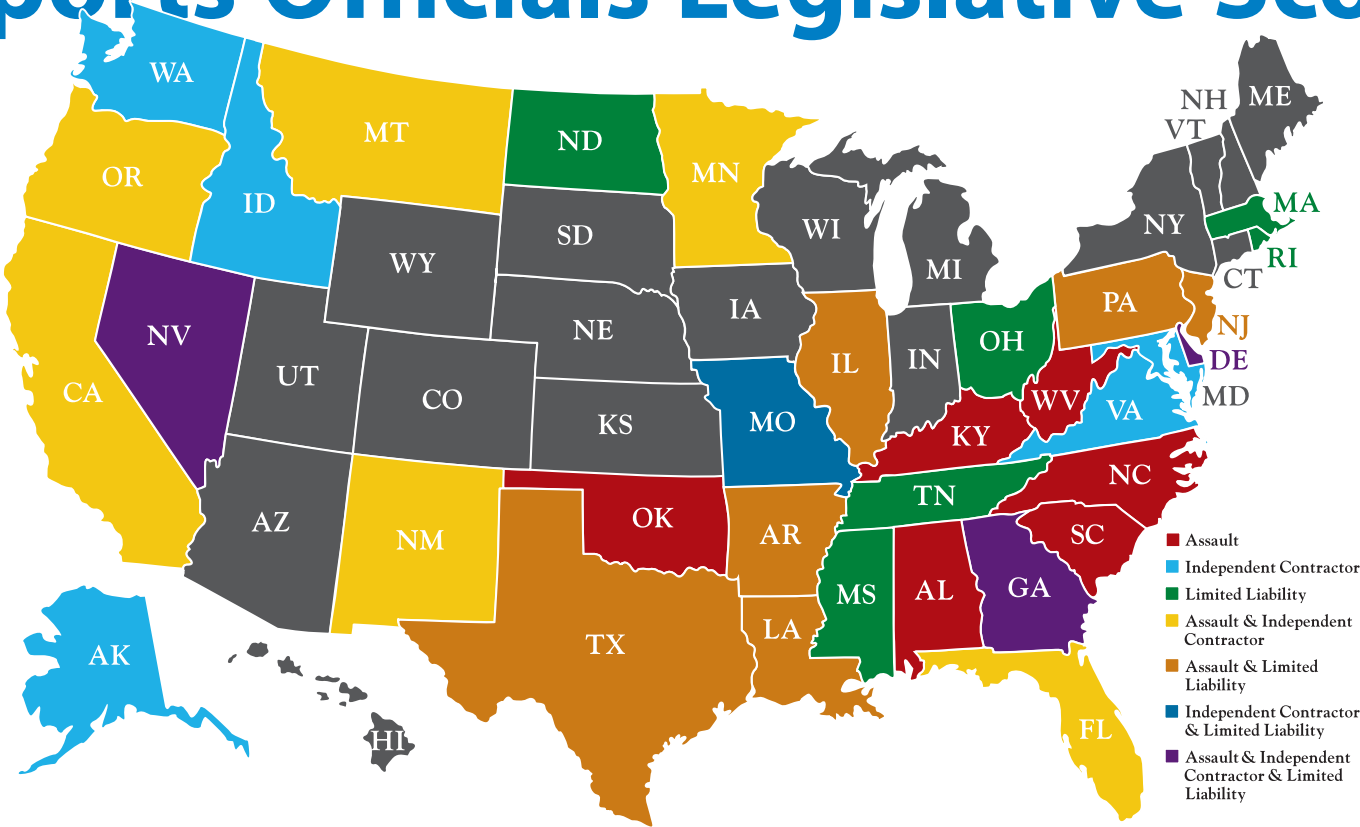 ports Officials Legislative Sco
WA
MT
ND
MN
OR
ID
WY
SD
WI
MI
NY
VT
NH
ME
MA
RI
CT
NV
UT
CO
NE
IA
IL
IN
OH
PA
NJ
DE
MD
CA
KS
MO
KY
WV
VA
AZ
NM
OK
AR
TN
NC
SC
TX
LA
MS
AL
GA
FL
AK
HI
Assault
Independent Contractor
Limited Liability
Assault & Independent
Contractor
Assault & Limited
Liability
Independent Contractor
& Limited Liability
Assault & Independent
Contractor & Limited
Liability